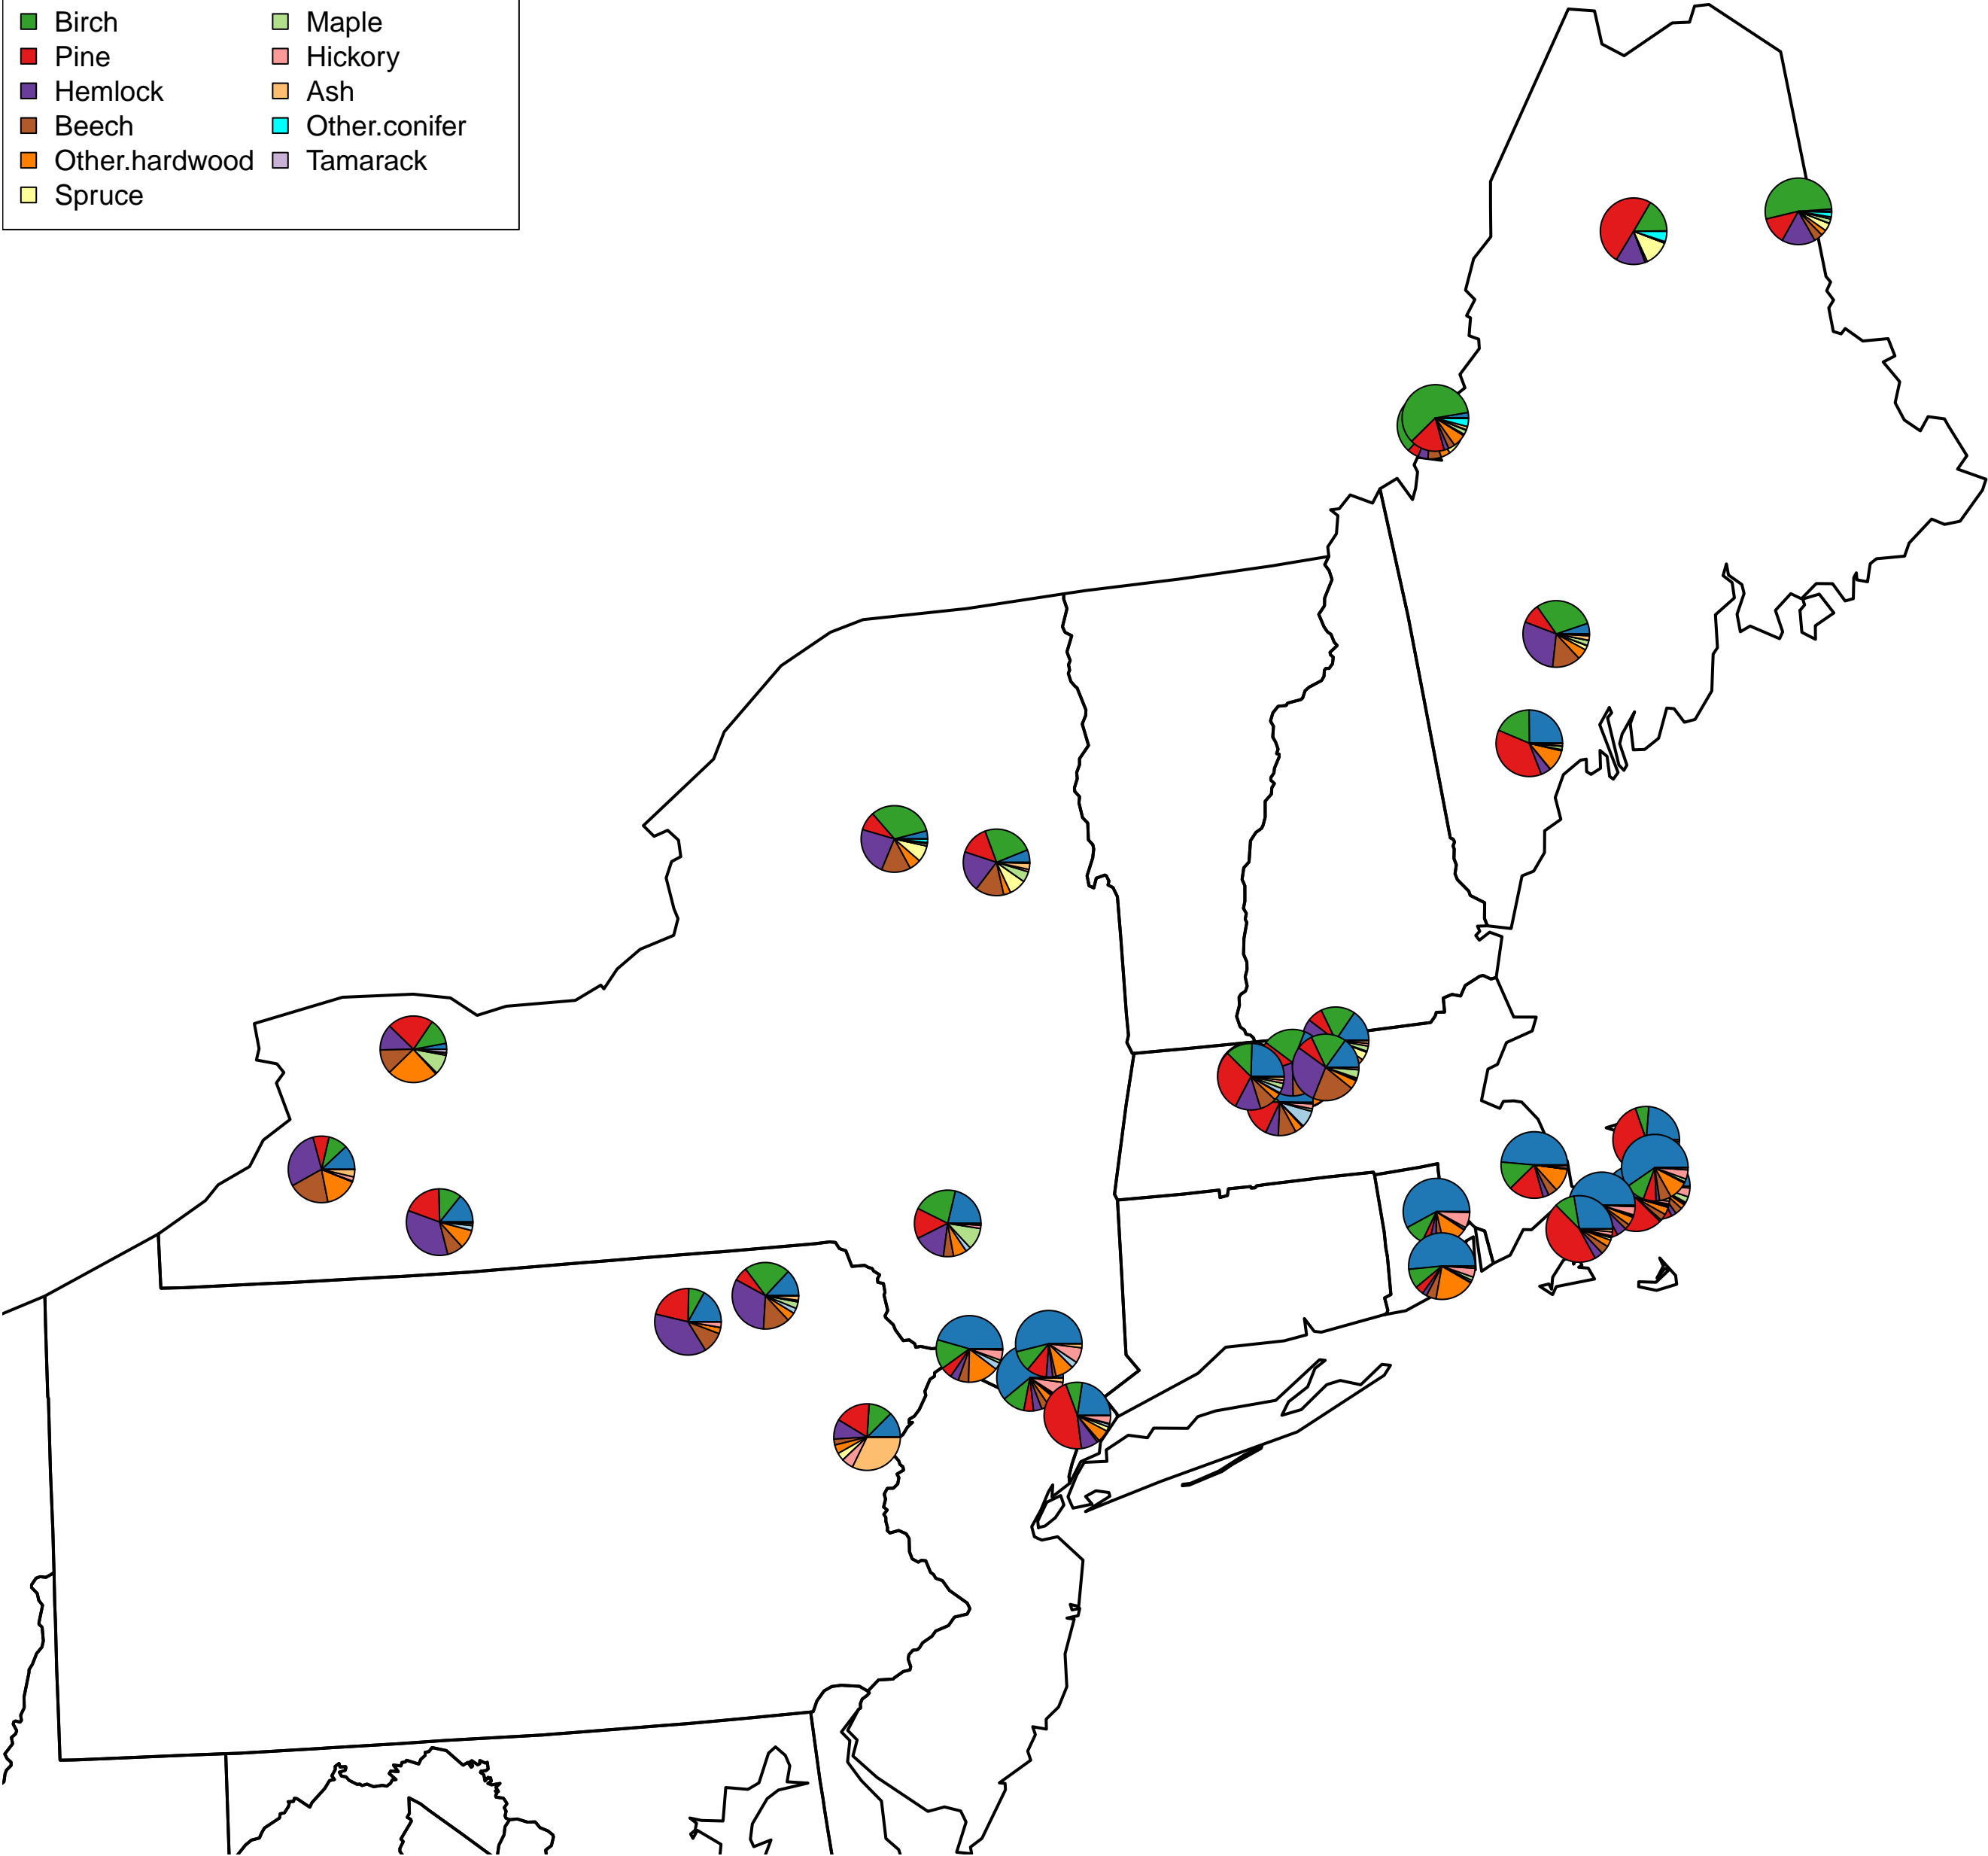 Birch
Pine
Hemlock
Beech
Other.hardwood
Spruce
Maple
Hickory
Ash
Other.conifer
Tamarack